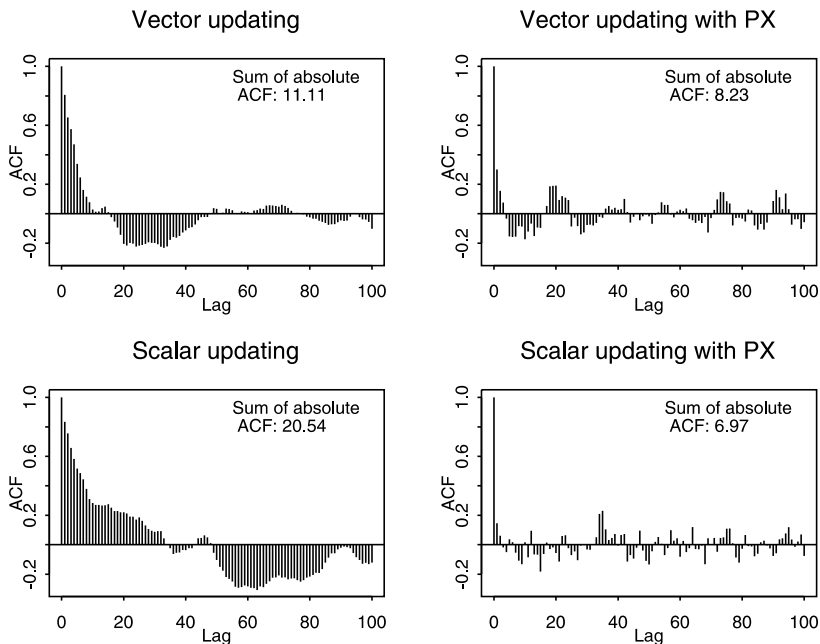 Vector updating
Sum of absolute
ACF: 11.11
ACF
1.0
0.6
0.2
-0.2
0 20 40 60 80 100
Lag
Vector updating with PX
Sum of absolute
ACF: 8.23
ACF
1.0
0.6
0.2
-0.2
0 20 40 60 80 100
Lag
Scalar updating
Sum of absolute
ACF: 20.54
ACF
1.0
0.6
0.2
-0.2
0 20 40 60 80 100
Lag
Scalar updating with PX
Sum of absolute
ACF: 6.97
ACF
1.0
0.6
0.2
-0.2
0 20 40 60 80 100
Lag